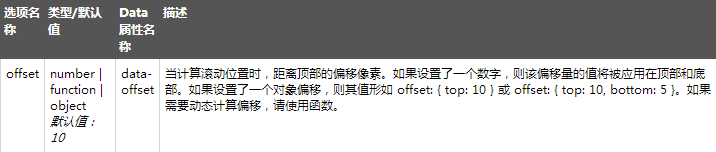 选项名称 类型/默认值 Data 属性名称 描述
offset number | function | object 默认值：10 data-offset 当计算滚动位置时，距离顶部的偏移像素。如果设置了一个数字，则该偏移量的值将被应用在顶部和底
部。如果设置了一个对象偏移，则其值形如 offset: { top: 10 } 或 offset: { top: 10, bottom: 5 }。如果
需要动态计算偏移，请使用函数。